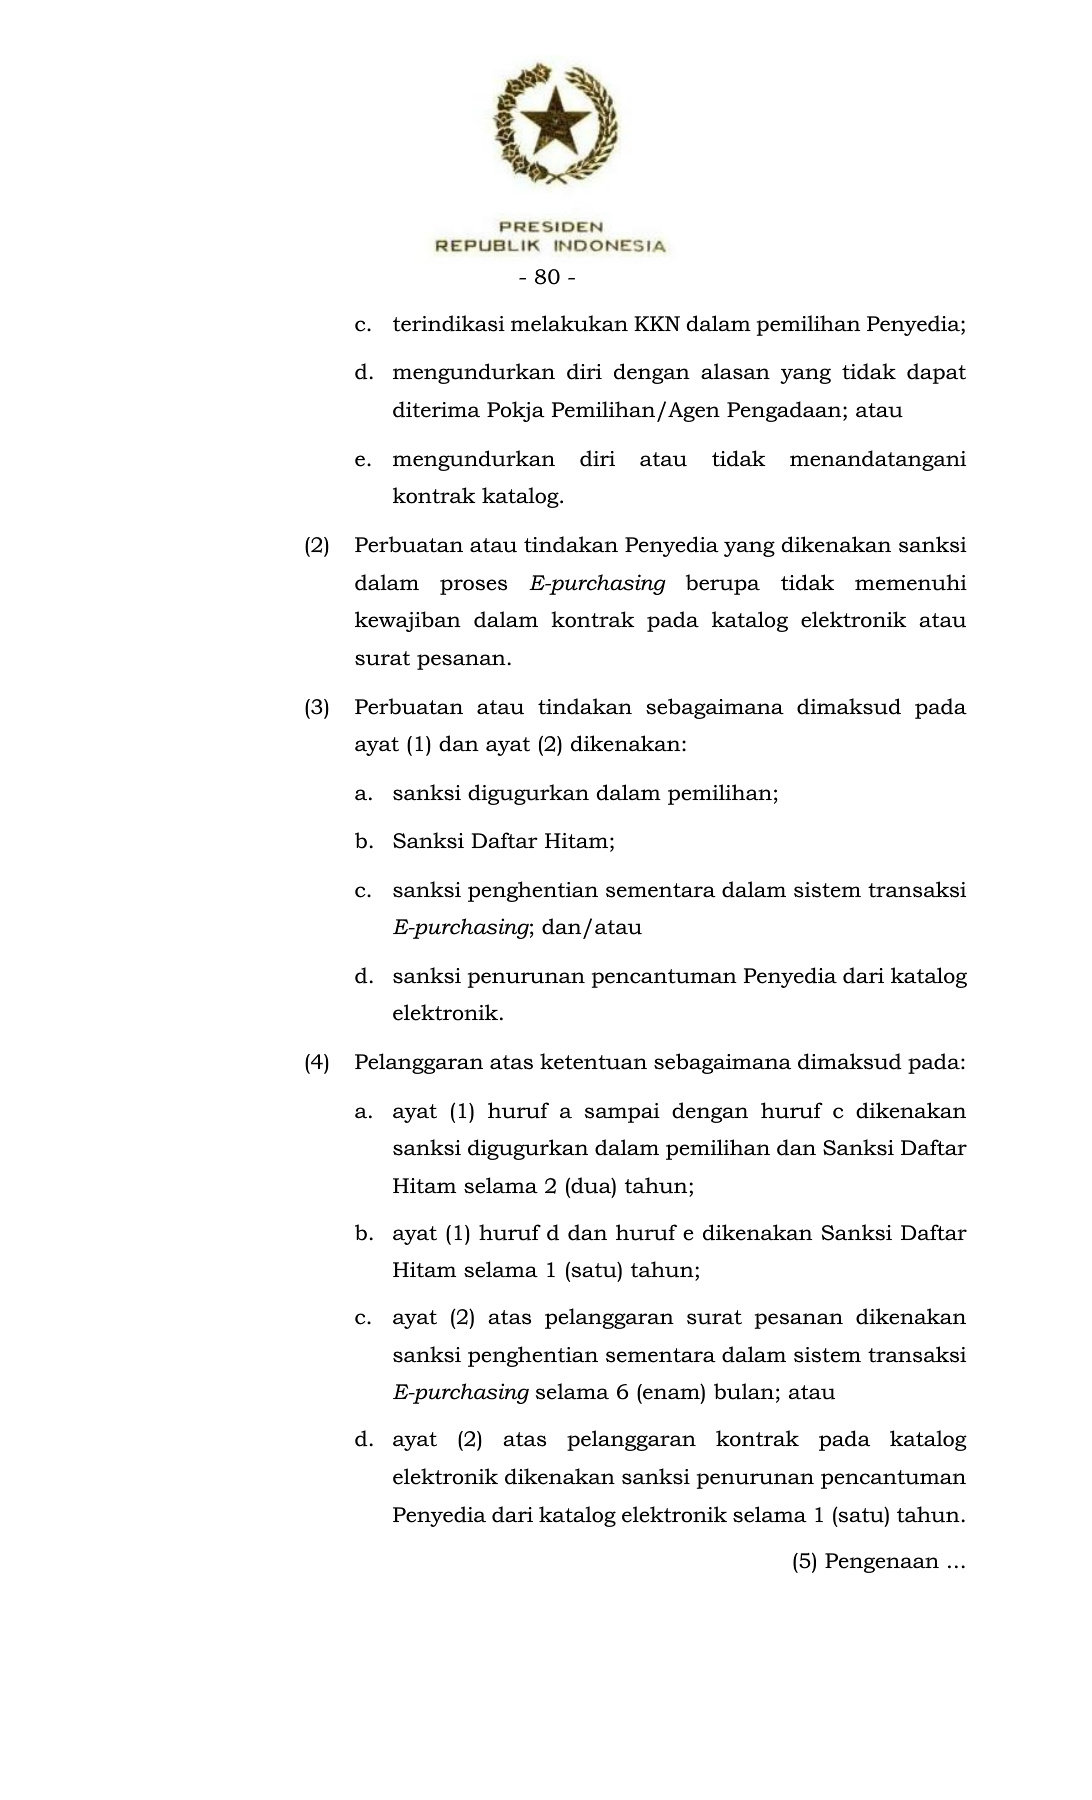 PRESIDEN
REPUBLIK INDONESIA
- 80 -
c. terindikasi melakukan KKN dalam pemilihan Penyedia;
d. mengundurkan diri dengan alasan yang tidak dapat
diterima Pokja Pemilihan/Agen Pengadaan; atau
e. mengundurkan diri atau tidak menandatangani
kontrak katalog.
(2) Perbuatan atau tindakan Penyedia yang dikenakan sanksi
dalam proses E-purchasing berupa tidak memenuhi
kewajiban dalam kontrak pada katalog elektronik atau
surat pesanan.
(3) Perbuatan atau tindakan sebagaimana dimaksud pada
ayat (1) dan ayat (2) dikenakan:
a. sanksi digugurkan dalam pemilihan;
b. Sanksi Daftar Hitam;
c. sanksi penghentian sementara dalam sistem transaksi
E-purchasing; dan/atau
d. sanksi penurunan pencantuman Penyedia dari katalog
elektronik.
(4) Pelanggaran atas ketentuan sebagaimana dimaksud pada:
a. ayat (1) huruf a sampai dengan huruf c dikenakan
sanksi digugurkan dalam pemilihan dan Sanksi Daftar
Hitam selama 2 (dua) tahun;
b. ayat (1) huruf d dan huruf e dikenakan Sanksi Daftar
Hitam selama 1 (satu) tahun;
c. ayat (2) atas pelanggaran surat pesanan dikenakan
sanksi penghentian sementara dalam sistem transaksi
E-purchasing selama 6 (enam) bulan; atau
d. ayat (2) atas pelanggaran kontrak pada katalog
elektronik dikenakan sanksi penurunan pencantuman
Penyedia dari katalog elektronik selama 1 (satu) tahun.
(5) Pengenaan ...